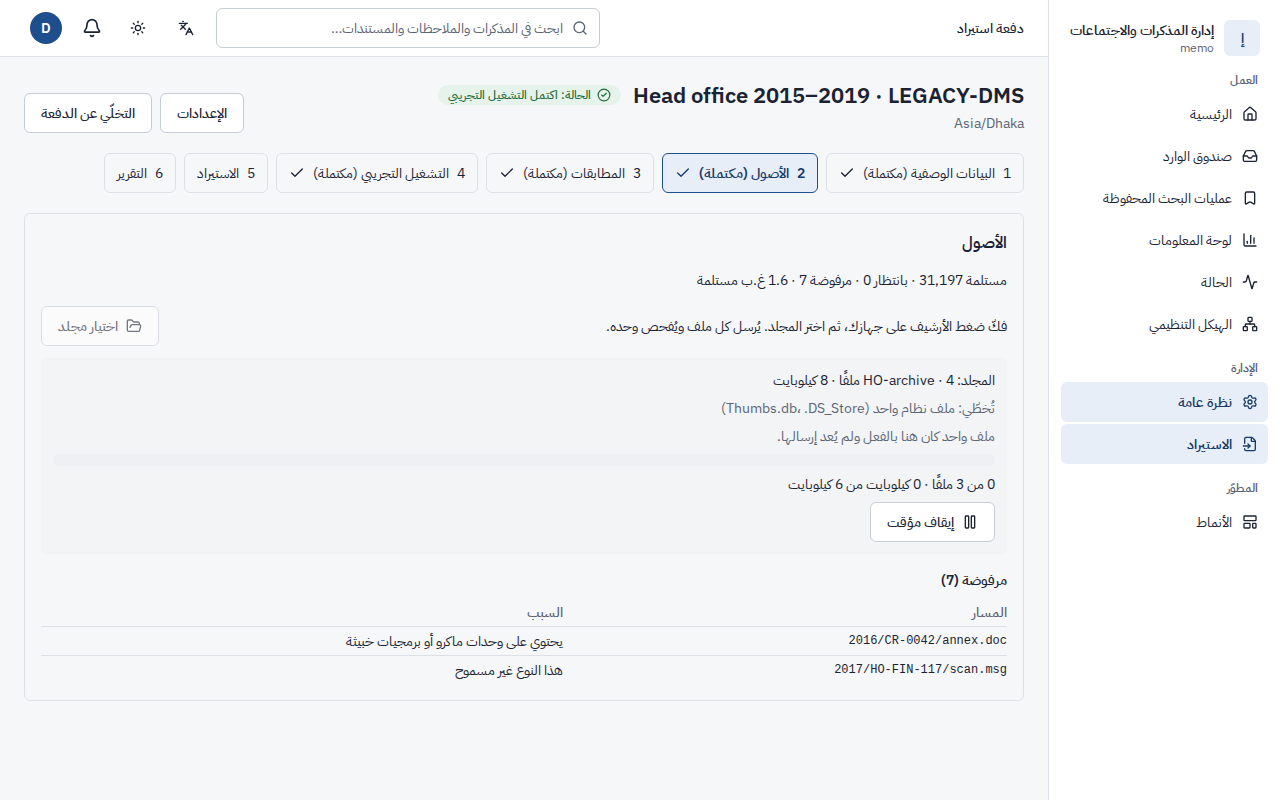 إدارة المذكرات والاجتماعات
memo
إ
العمل
الرئيسية
صندوق الوارد
عمليات البحث المحفوظة
لوحة المعلومات
الحالة
الهيكل التنظيمي
الإدارة
نظرة عامة
الاستيراد
المطوّر
الأنماط
دفعة استيراد
ابحث في المذكرات والملاحظات والمستندات...
D
Head office 2015–2019 · LEGACY-DMS
الحالة: اكتمل التشغيل التجريبي
Asia/Dhaka
الإعدادات
التخلّي عن الدفعة
1 البيانات الوصفية (مكتملة)
2 الأصول (مكتملة)
3 المطابقات (مكتملة)
4 التشغيل التجريبي (مكتملة)
5 الاستيراد
6 التقرير
الأصول
مستلمة 31,197 · بانتظار 0 · مرفوضة 7 · 1.6 غ.ب مستلمة
فكّ ضغط الأرشيف على جهازك، ثم اختر المجلد. يُرسل كل ملف ويُفحص وحده.
اختيار مجلد
المجلد: HO-archive · 4 ملفًا · 8 كيلوبايت
تُخطّي: ملف نظام واحد (Thumbs.db، .DS_Store)
ملف واحد كان هنا بالفعل ولم يُعد إرسالها.
0 من 3 ملفًا · 0 كيلوبايت من 6 كيلوبايت
إيقاف مؤقت
مرفوضة (7)
المسار السبب
2016/CR-0042/annex.doc يحتوي على وحدات ماكرو أو برمجيات خبيثة
2017/HO-FIN-117/scan.msg هذا النوع غير مسموح